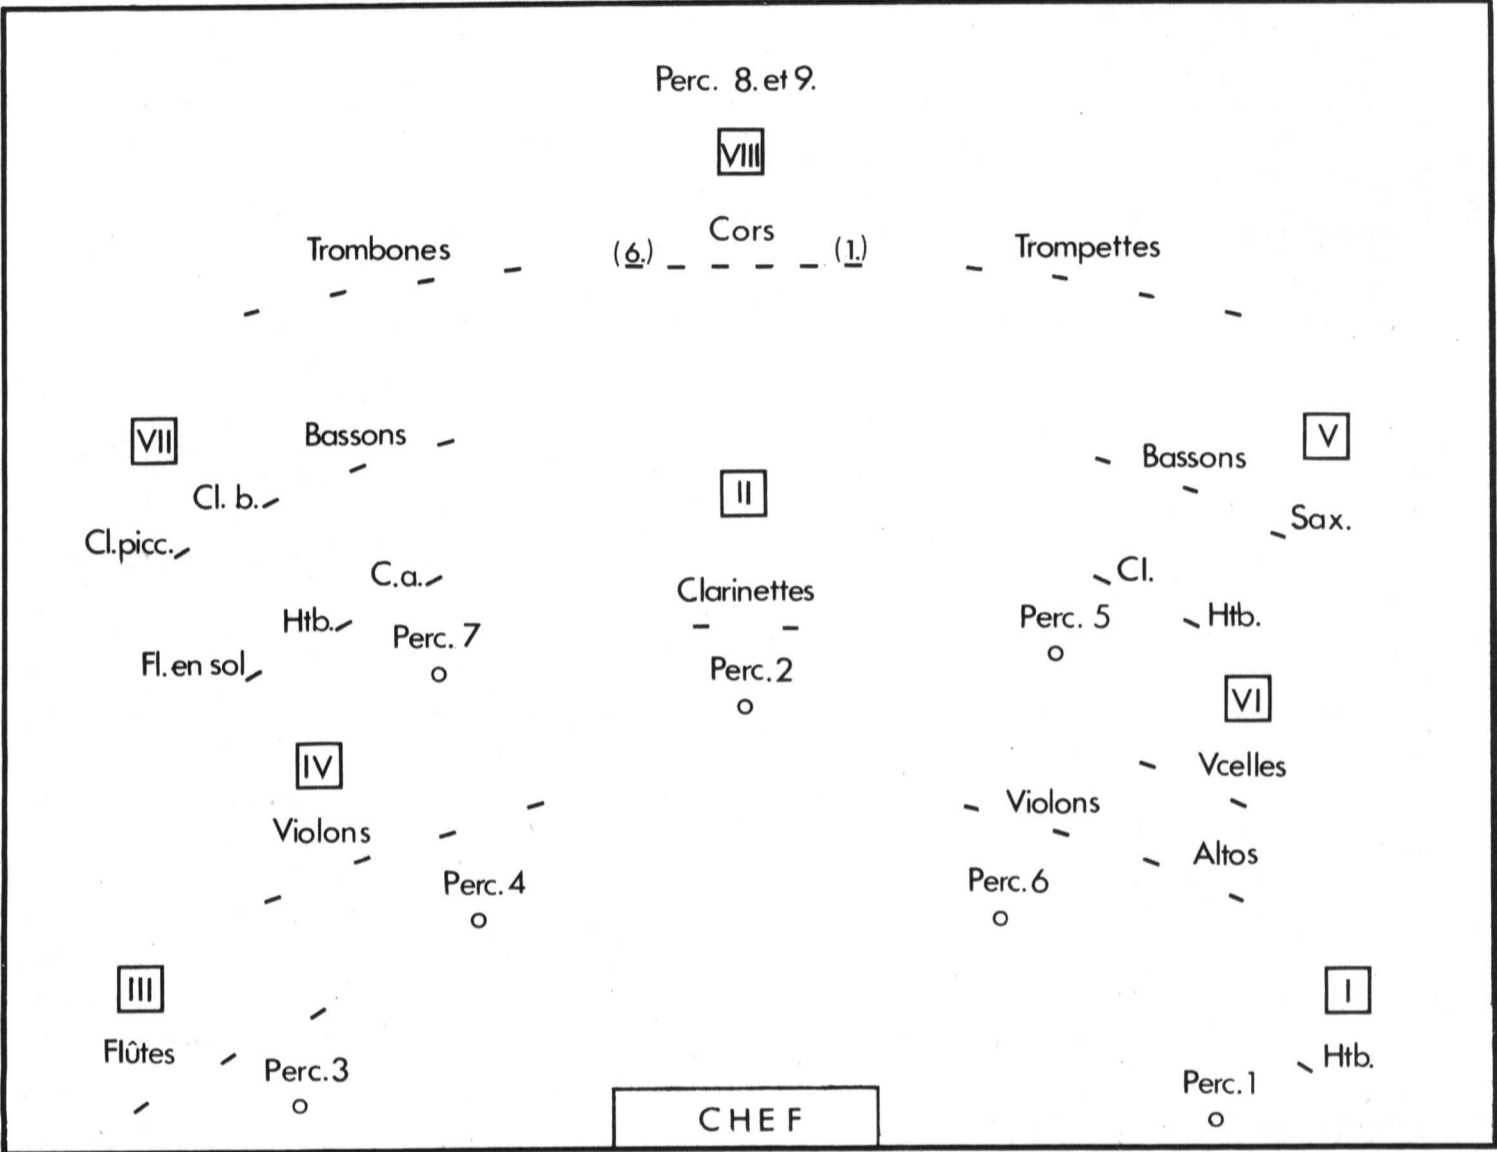 Perc. 8. et 9.
VIII
Cors
Trombones
(6.)
(1.)
Trompettes
VII
Bassons
V
Bassons
Cl. b.
II
Sax.
Cl.picc.
C.a.
Clarinettes
Cl.
Htb.
Perc. 7
Perc. 5
Htb.
Fl. en sol
Perc. 2
VI
IV
Vcelles
Violons
Violons
Perc. 4
Perc. 6
Altos
III
I
Flûtes
Perc. 3
Htb.
Perc. 1
CHEF